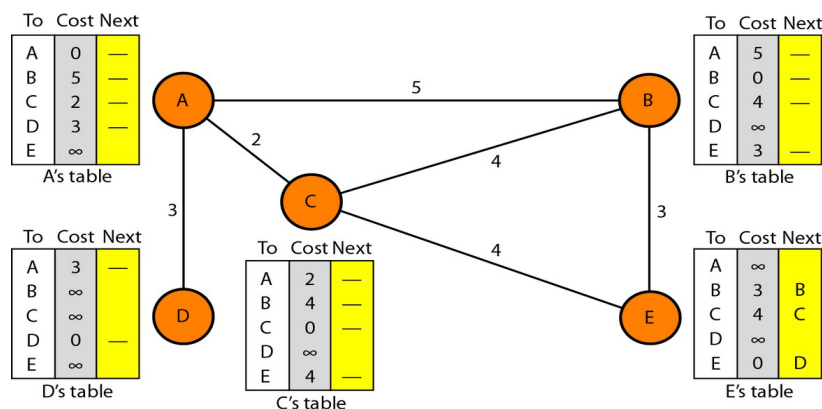 To Cost Next
A 0 —
B 5 —
C 2 —
D 3 —
E ∞
A's table
To Cost Next
A 5 —
B 0 —
C 4 —
D ∞
E 3 —
B's table
A
5
B
2
4
C
3
4
3
D
E
To Cost Next
A 3 —
B ∞
C ∞
D 0 —
E ∞
D's table
To Cost Next
A 2 —
B 4 —
C 0 —
D ∞
E 4 —
C's table
To Cost Next
A ∞
B 3 B
C 4 C
D ∞
E 0 D
E's table